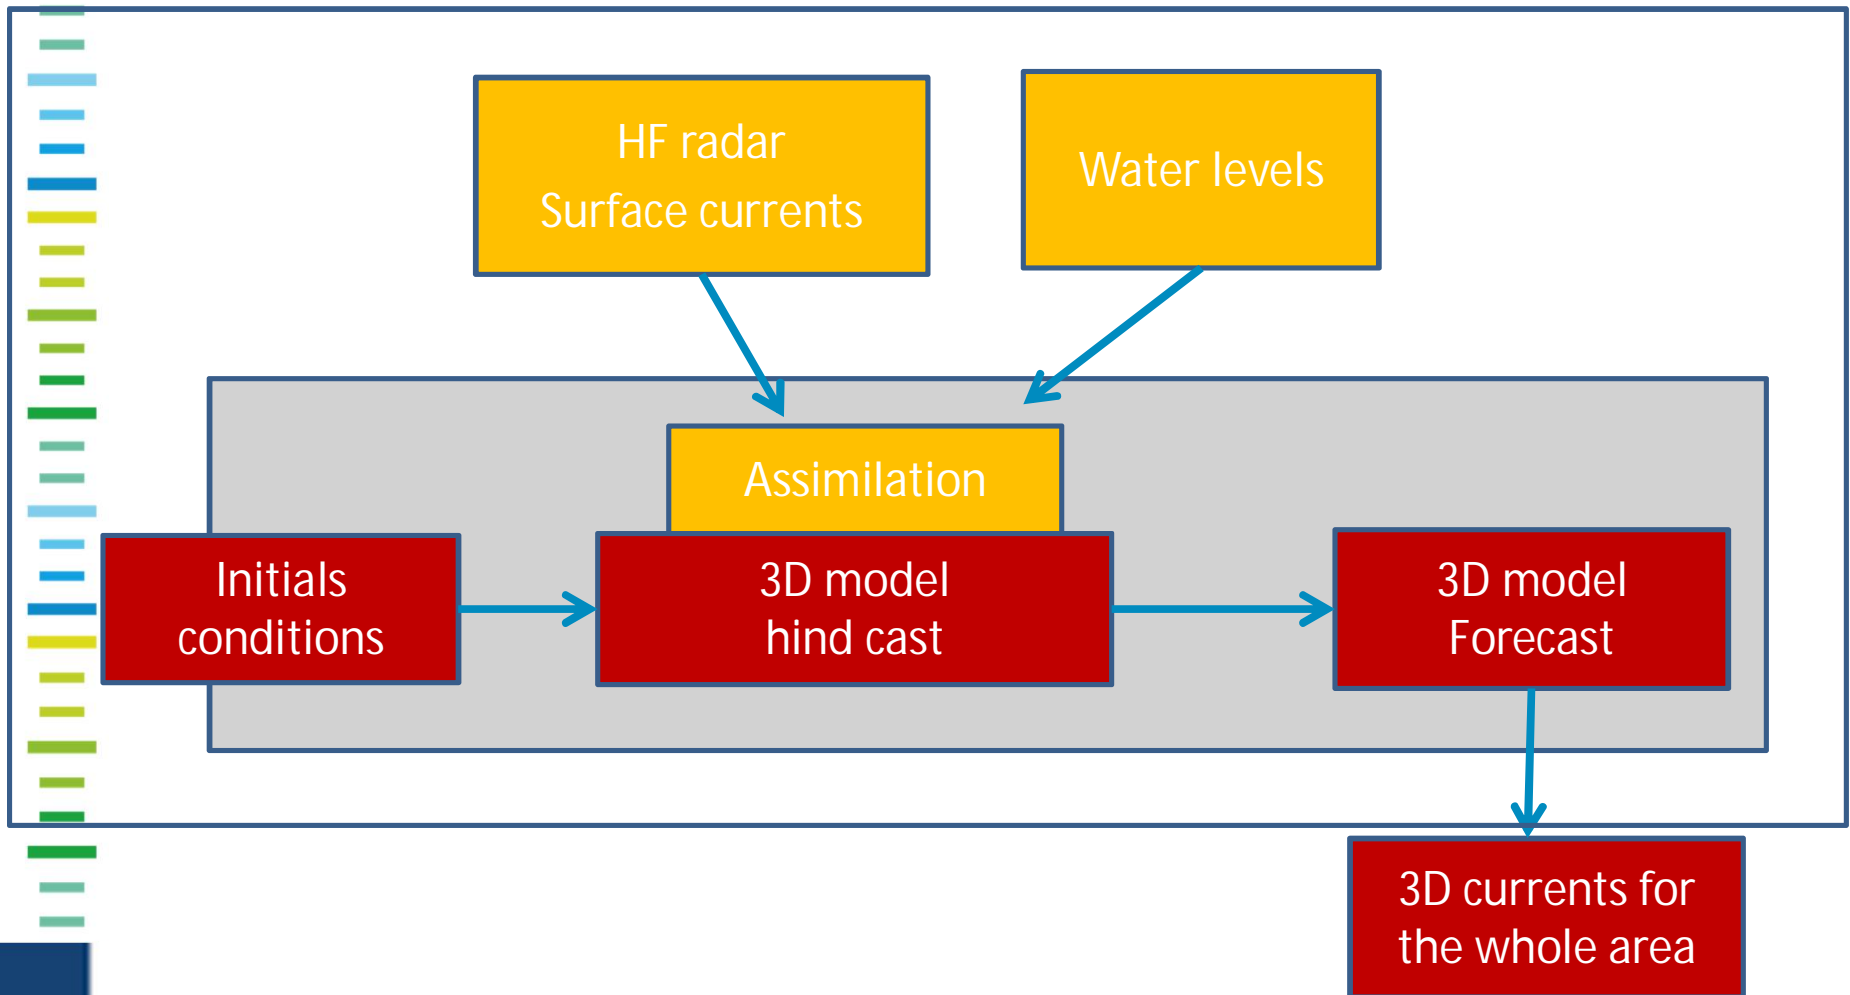 HF radar
Surface currents
Water levels
Assimilation
Initials
conditions
3D model
hind cast
3D model
Forecast
3D currents for
the whole area